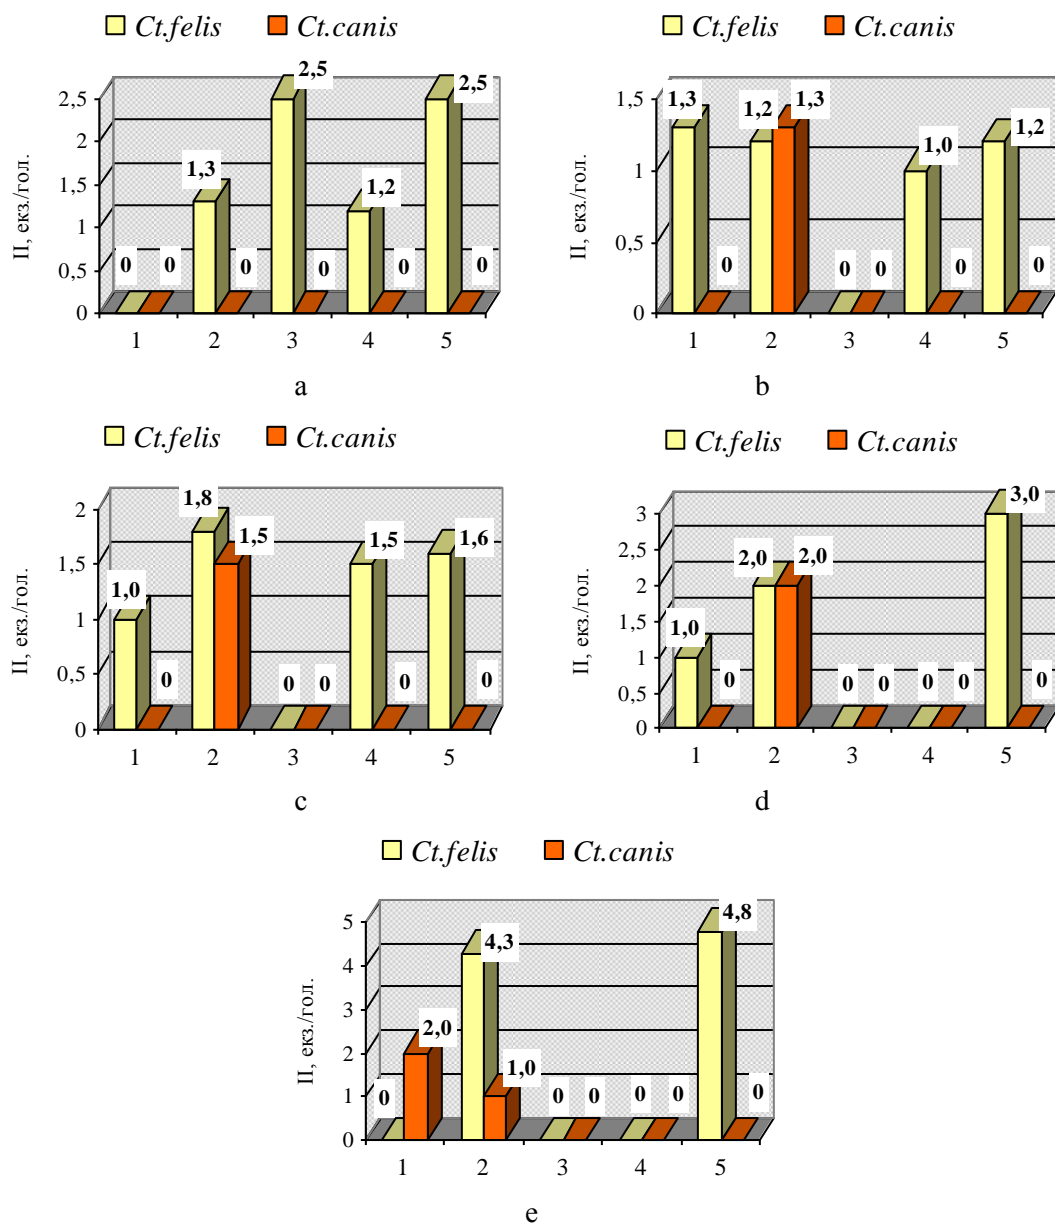 Ct.felis Ct.canis
II, екз./гол.
2,5
2
1,5
1
0,5
0
0 0 1,3 0 2,5 0 1,2 0 2,5 0
1 2 3 4 5
a
Ct.felis Ct.canis
II, екз./гол.
1,5
1
0,5
0
1,3 0 1,2 1,3 0 0 1,0 0 1,2 0
1 2 3 4 5
b
Ct.felis Ct.canis
II, екз./гол.
2
1,5
1
0,5
0
1,0 0 1,8 1,5 0 0 1,5 0 1,6 0
1 2 3 4 5
c
Ct.felis Ct.canis
II, екз./гол.
3
2,5
2
1,5
1
0,5
0
1,0 0 2,0 2,0 0 0 0 0 3,0 0
1 2 3 4 5
d
Ct.felis Ct.canis
II, екз./гол.
5
4
3
2
1
0
0 2,0 4,3 1,0 0 0 0 0 4,8 0
1 2 3 4 5
e